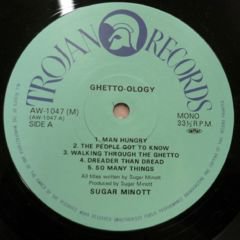 TROJAN RECORDS
GHETTO-OLOGY
AW-1047 (M)
(AW-1047-A)
SIDE A
MONO
33⅓ R.P.M
1. MAN HUNGRY
2. THE PEOPLE GOT TO KNOW
3. WALKING THROUGH THE GHETTO
4. DREADER THAN DREAD
5. SO MANY THINGS
All titles written by Sugar Minott
Produced by Sugar Minott
SUGAR MINOTT